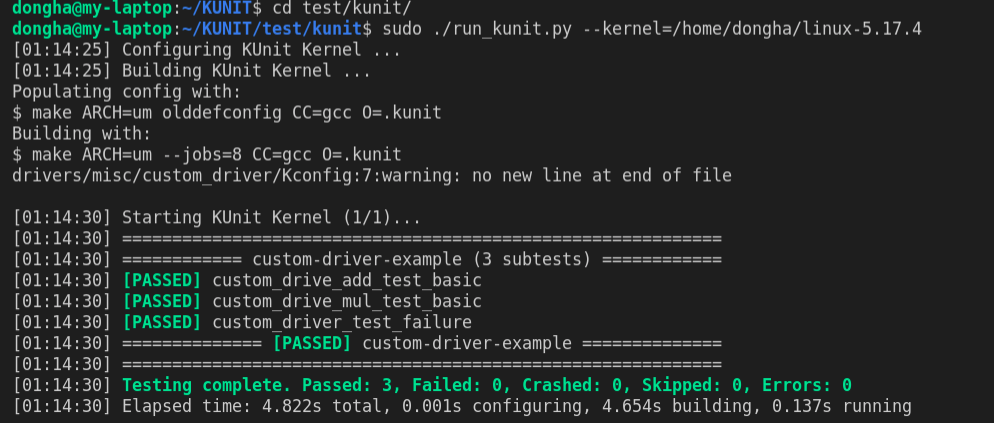 dongha@my-laptop:~/KUNIT$ cd test/kunit/
dongha@my-laptop:~/KUNIT/test/kunit$ sudo ./run_kunit.py --kernel=/home/dongha/linux-5.17.4
[01:14:25] Configuring KUnit Kernel ...
[01:14:25] Building KUnit Kernel ...
Populating config with:
$ make ARCH=um olddefconfig CC=gcc O=.kunit
Building with:
$ make ARCH=um --jobs=8 CC=gcc O=.kunit
drivers/misc/custom_driver/Kconfig:7:warning: no new line at end of file
[01:14:30] Starting KUnit Kernel (1/1)...
[01:14:30] ============================================================
[01:14:30] ============ custom-driver-example (3 subtests) ============
[01:14:30] [PASSED] custom_drive_add_test_basic
[01:14:30] [PASSED] custom_drive_mul_test_basic
[01:14:30] [PASSED] custom_driver_test_failure
[01:14:30] ============== [PASSED] custom-driver-example ==============
[01:14:30] ============================================================
[01:14:30] Testing complete. Passed: 3, Failed: 0, Crashed: 0, Skipped: 0, Errors: 0
[01:14:30] Elapsed time: 4.822s total, 0.001s configuring, 4.654s building, 0.137s running